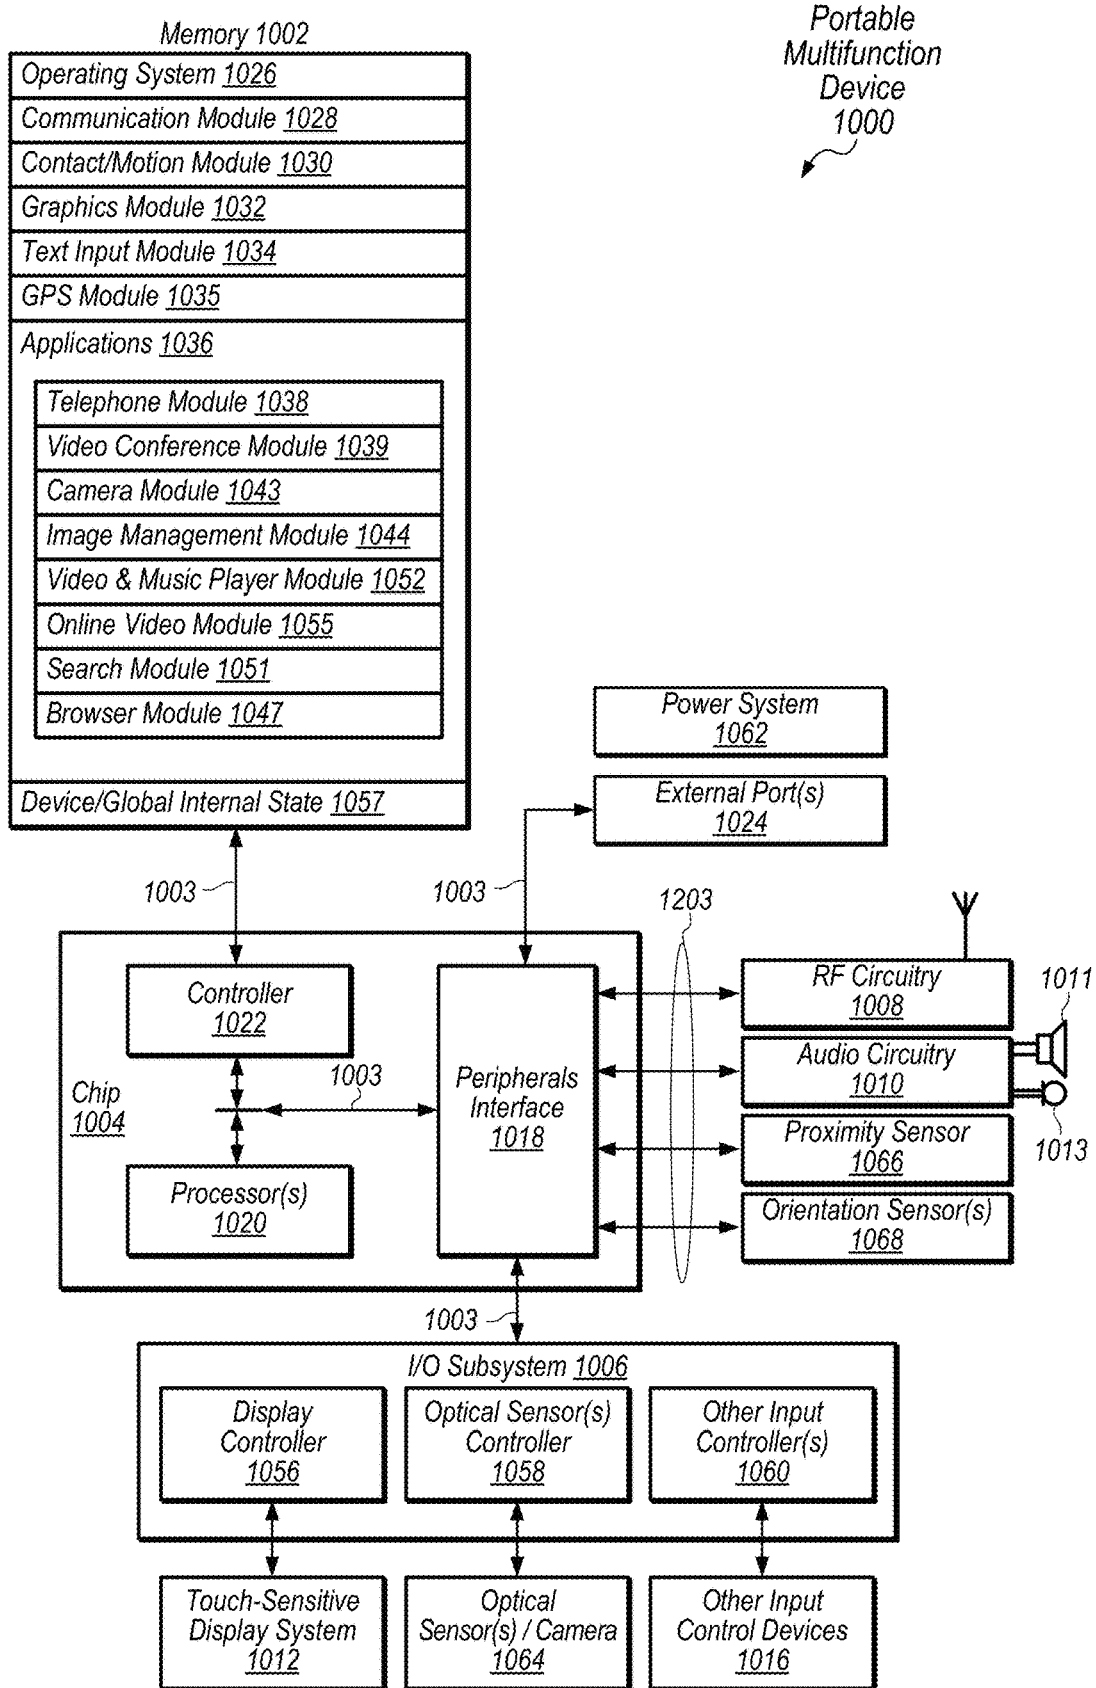 Portable
Multifunction
Device
1000
Memory 1002
Operating System 1026
Communication Module 1028
Contact/Motion Module 1030
Graphics Module 1032
Text Input Module 1034
GPS Module 1035
Applications 1036
Telephone Module 1038
Video Conference Module 1039
Camera Module 1043
Image Management Module 1044
Video & Music Player Module 1052
Online Video Module 1055
Search Module 1051
Browser Module 1047
Device/Global Internal State 1057
Power System
1062
External Port(s)
1024
1003
1003
1203
Controller
1022
Chip
1004
1003
Processor(s)
1020
Peripherals
Interface
1018
RF Circuitry
1008
1011
Audio Circuitry
1010
1013
Proximity Sensor
1066
Orientation Sensor(s)
1068
1003
I/O Subsystem 1006
Display
Controller
1056
Optical Sensor(s)
Controller
1058
Other Input
Controller(s)
1060
Touch-Sensitive
Display System
1012
Optical
Sensor(s) / Camera
1064
Other Input
Control Devices
1016